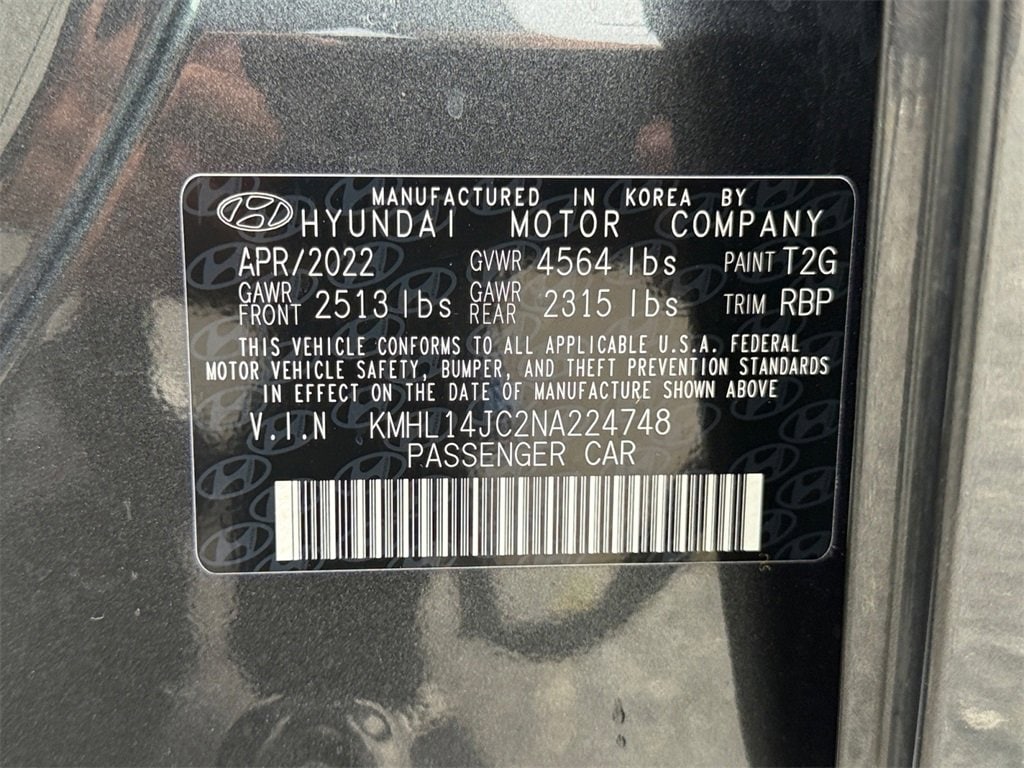 MANUFACTURED IN KOREA BY
HYUNDAI MOTOR COMPANY
APR/2022 GVWR 4564 lbs PAINT T2G
GAWR FRONT 2513 lbs GAWR REAR 2315 lbs TRIM RBP
THIS VEHICLE CONFORMS TO ALL APPLICABLE U.S.A. FEDERAL
MOTOR VEHICLE SAFETY, BUMPER, AND THEFT PREVENTION STANDARDS
IN EFFECT ON THE DATE OF MANUFACTURE SHOWN ABOVE
V.I.N KMHL14JC2NA224748
PASSENGER CAR